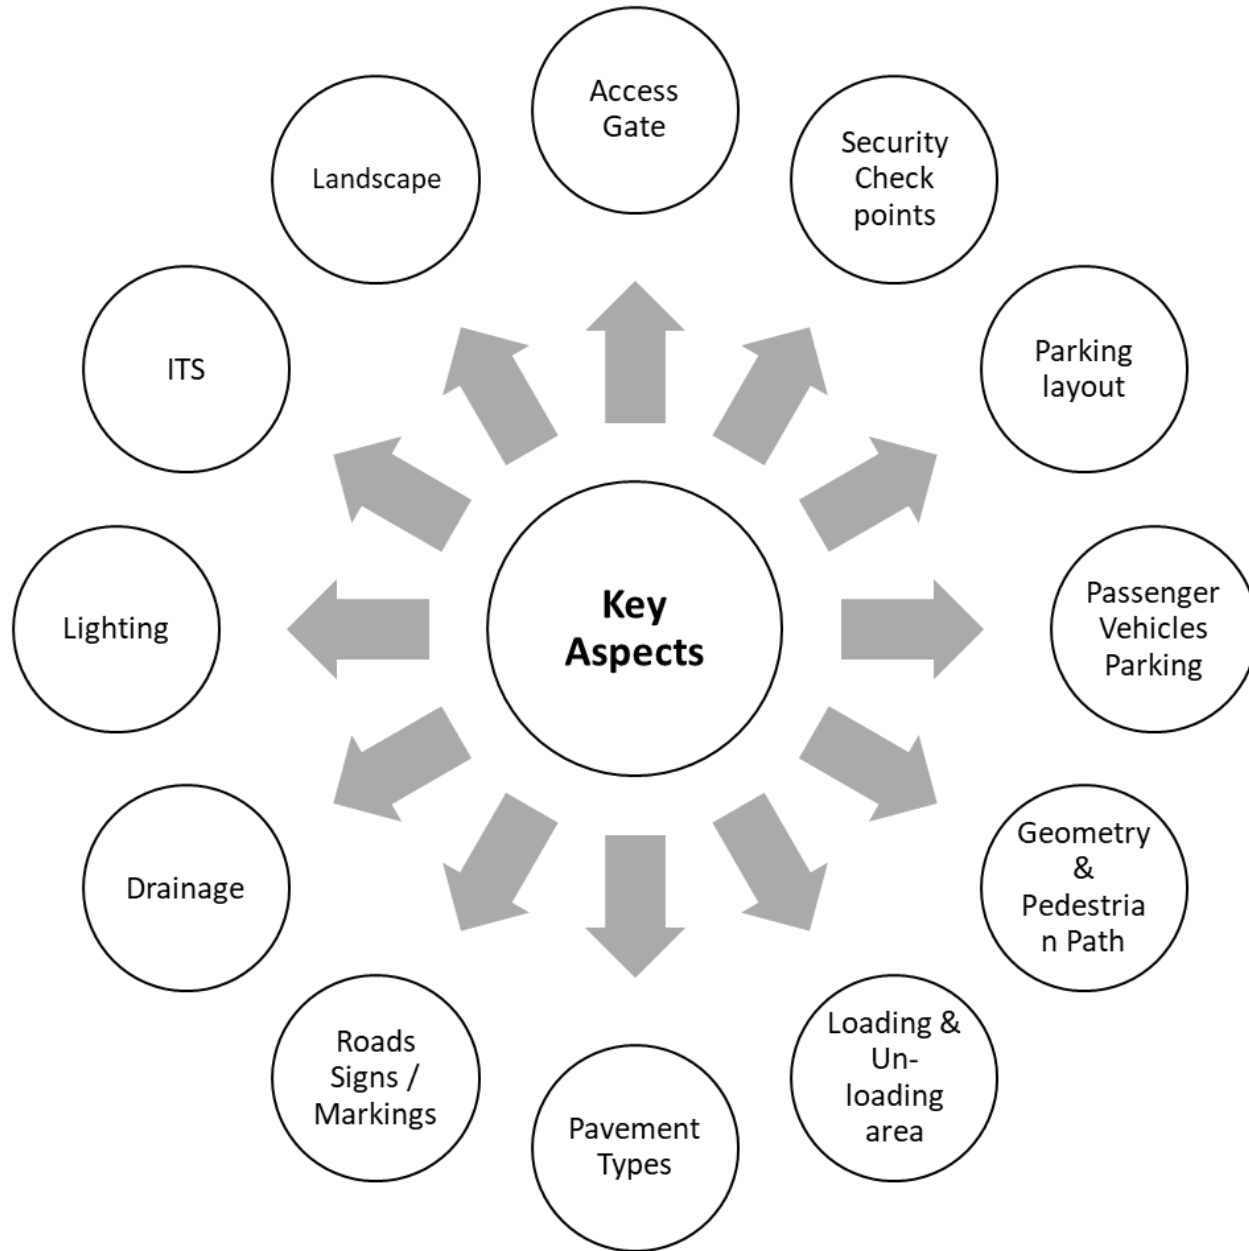 Access
Gate
Security
Check
points
Parking
layout
Passenger
Vehicles
Parking
Geometry
&
Pedestria
n Path
Loading &
Un-
loading
area
Pavement
Types
Roads
Signs /
Markings
Drainage
Lighting
ITS
Landscape
Key
Aspects